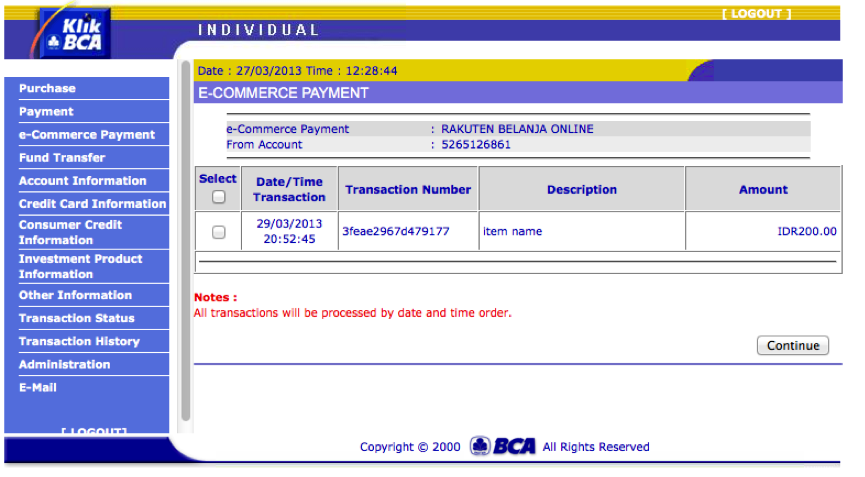 [ LOGOUT ]
Klik
BCA
INDIVIDUAL
Date : 27/03/2013 Time : 12:28:44
E-COMMERCE PAYMENT
Purchase
Payment
e-Commerce Payment
Fund Transfer
Account Information
Credit Card Information
Consumer Credit
Information
Investment Product
Information
Other Information
Transaction Status
Transaction History
Administration
E-Mail
[ LOGOUT]
e-Commerce Payment : RAKUTEN BELANJA ONLINE
From Account : 5265126861
Select Date/Time Transaction Transaction Number Description Amount
29/03/2013 20:52:45 3feae2967d479177 item name IDR200.00
Notes :
All transactions will be processed by date and time order.
Continue
Copyright © 2000 BCA All Rights Reserved